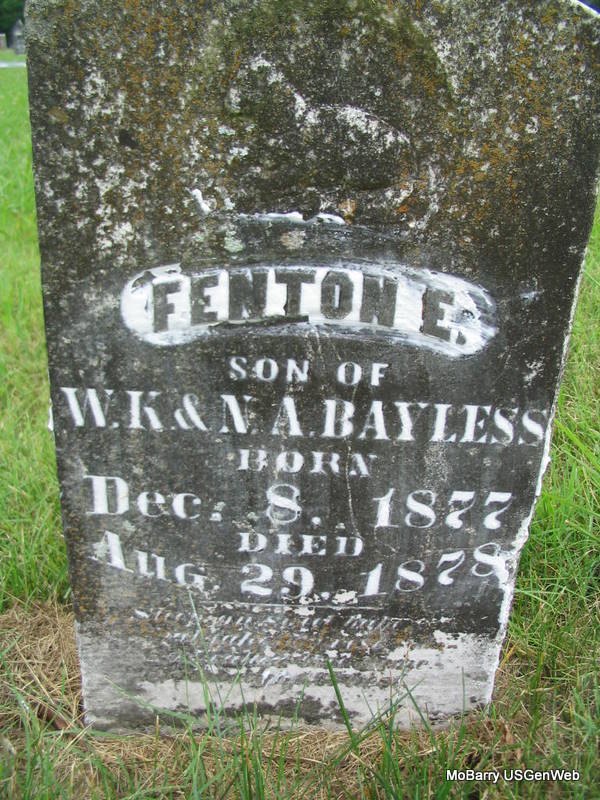 FENTON E.
SON OF
W.K & N.A. BAYLESS
BORN
Dec. 8. 1877
DIED
Aug. 29. 1878
MoBarry USGenWeb